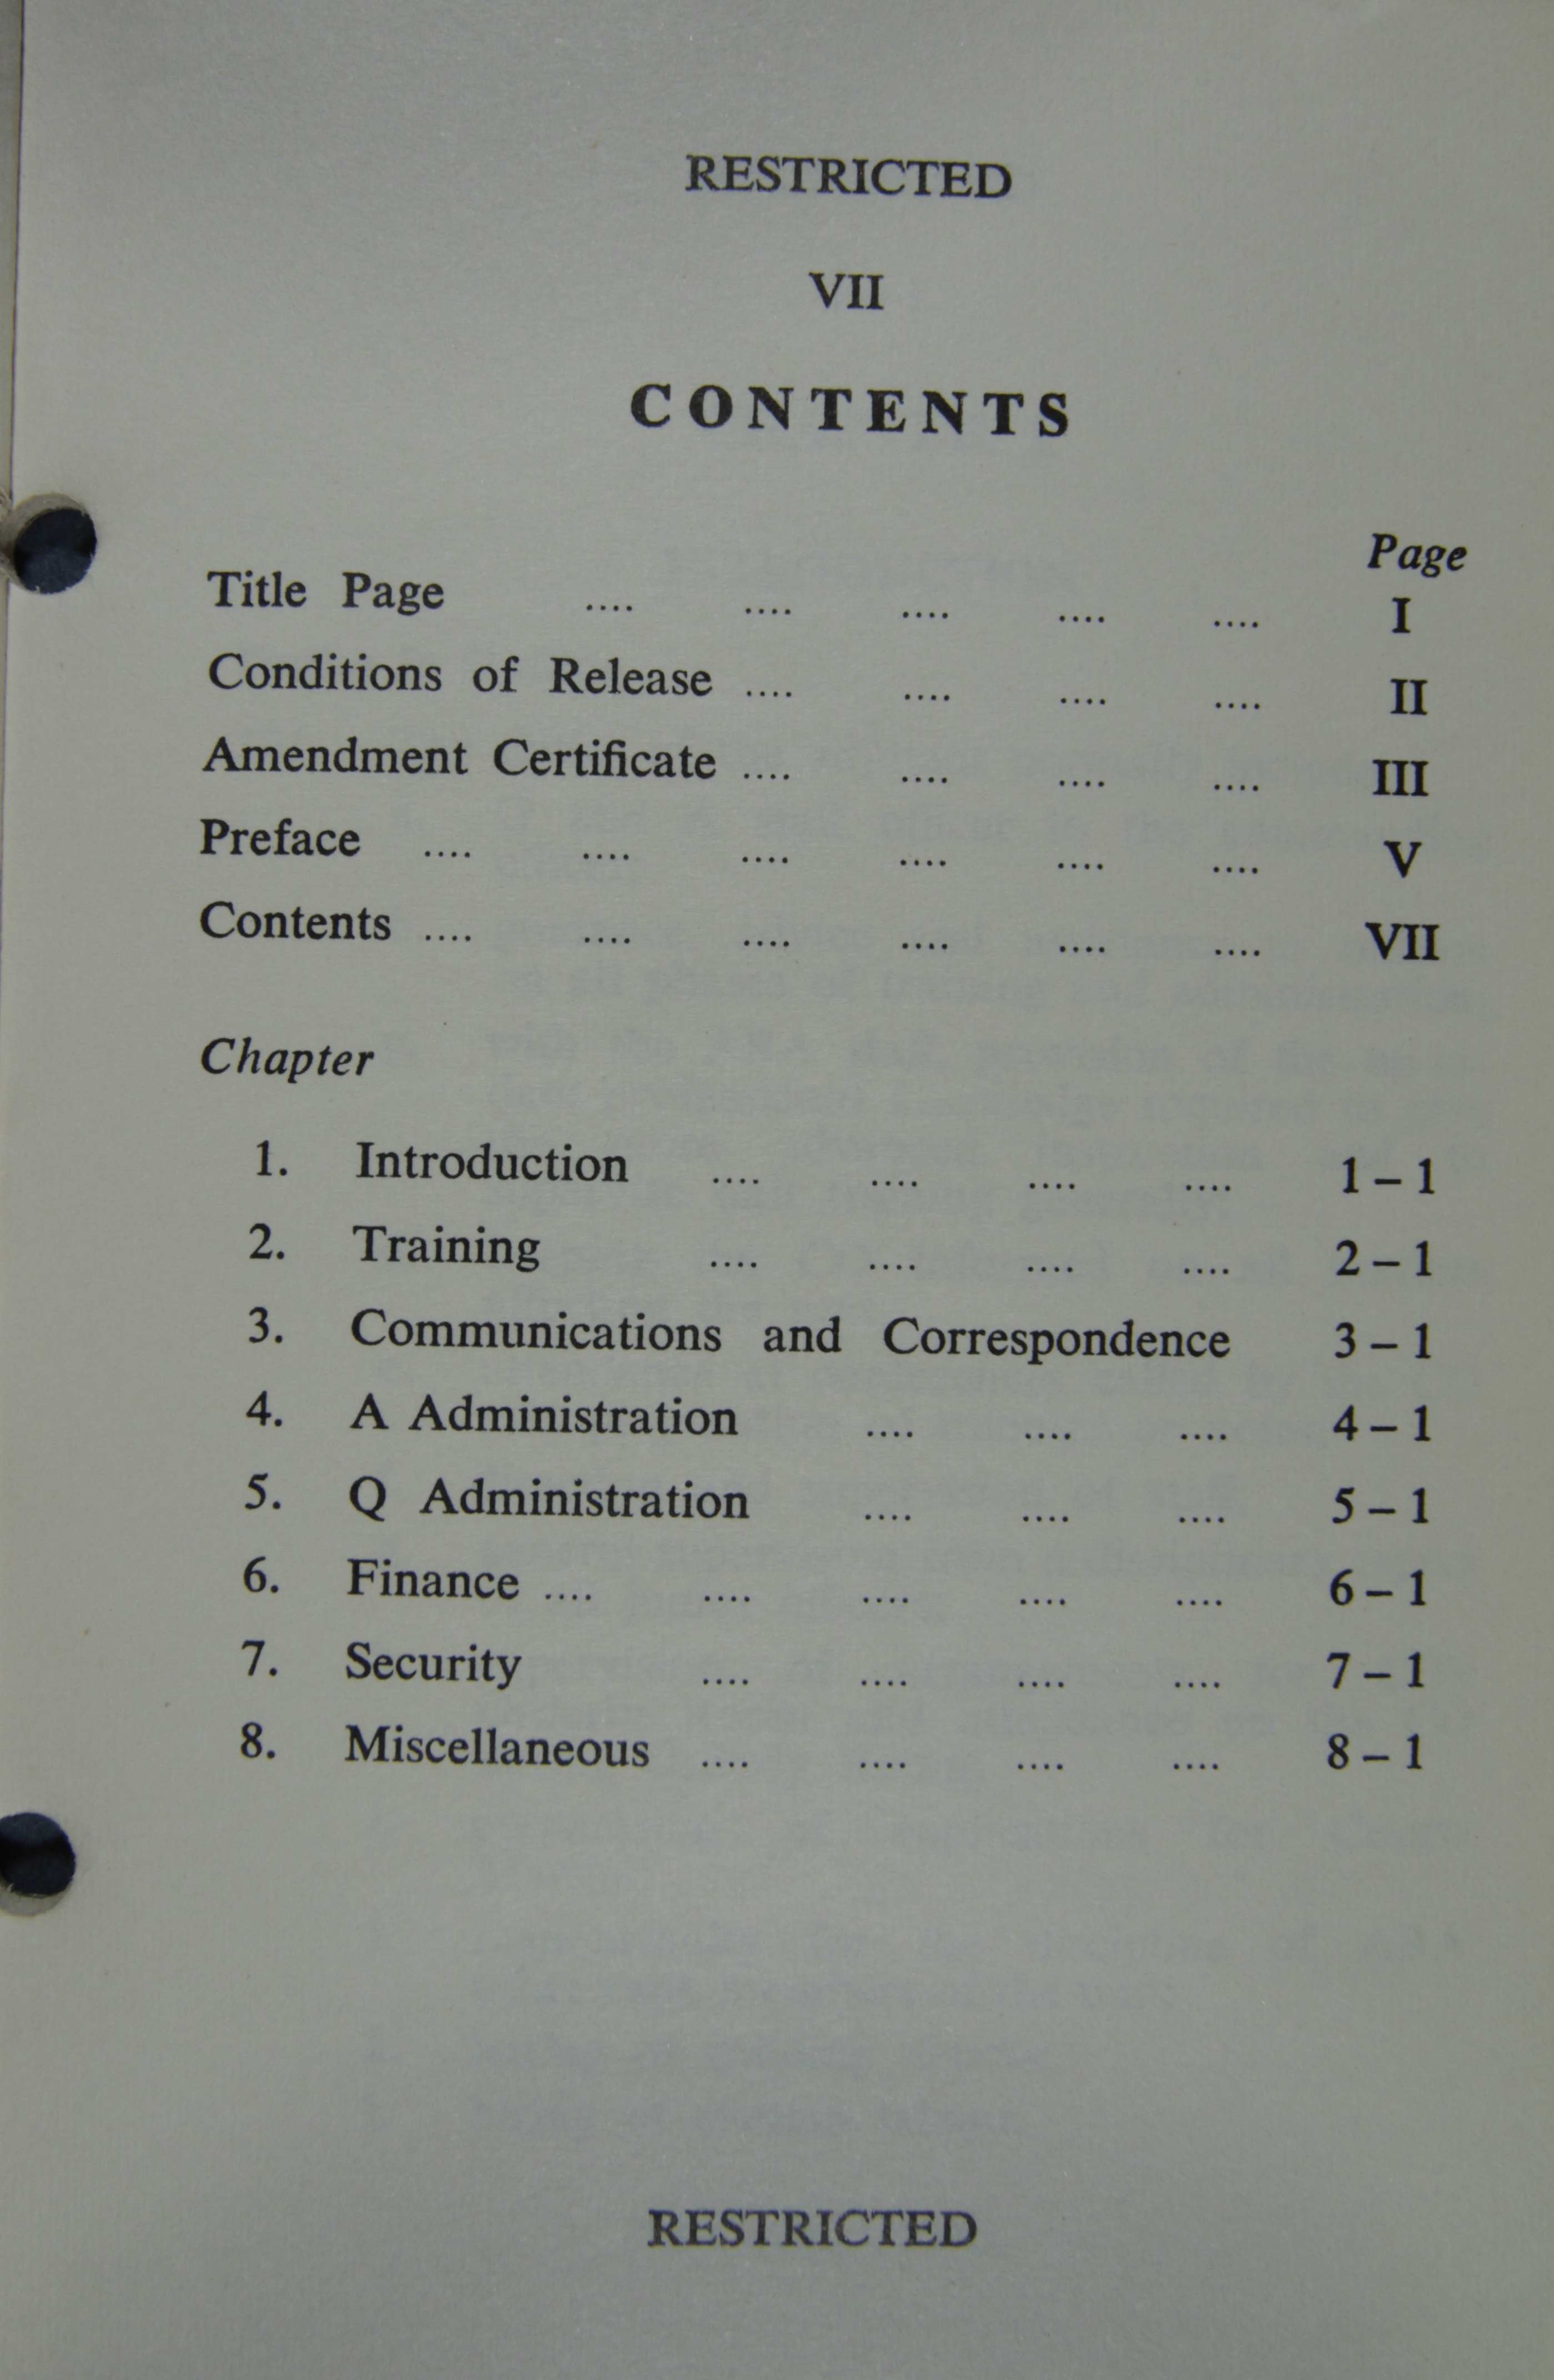 RESTRICTED
VII
CONTENTS
Page
Title Page .... .... .... .... .... I
Conditions of Release .... .... .... .... II
Amendment Certificate .... .... .... .... III
Preface .... .... .... .... .... .... V
Contents .... .... .... .... .... .... VII
Chapter
1. Introduction .... .... .... .... 1 – 1
2. Training .... .... .... .... 2 – 1
3. Communications and Correspondence 3 – 1
4. A Administration .... .... .... 4 – 1
5. Q Administration .... .... .... 5 – 1
6. Finance .... .... .... .... .... 6 – 1
7. Security .... .... .... .... 7 – 1
8. Miscellaneous .... .... .... .... 8 – 1
RESTRICTED